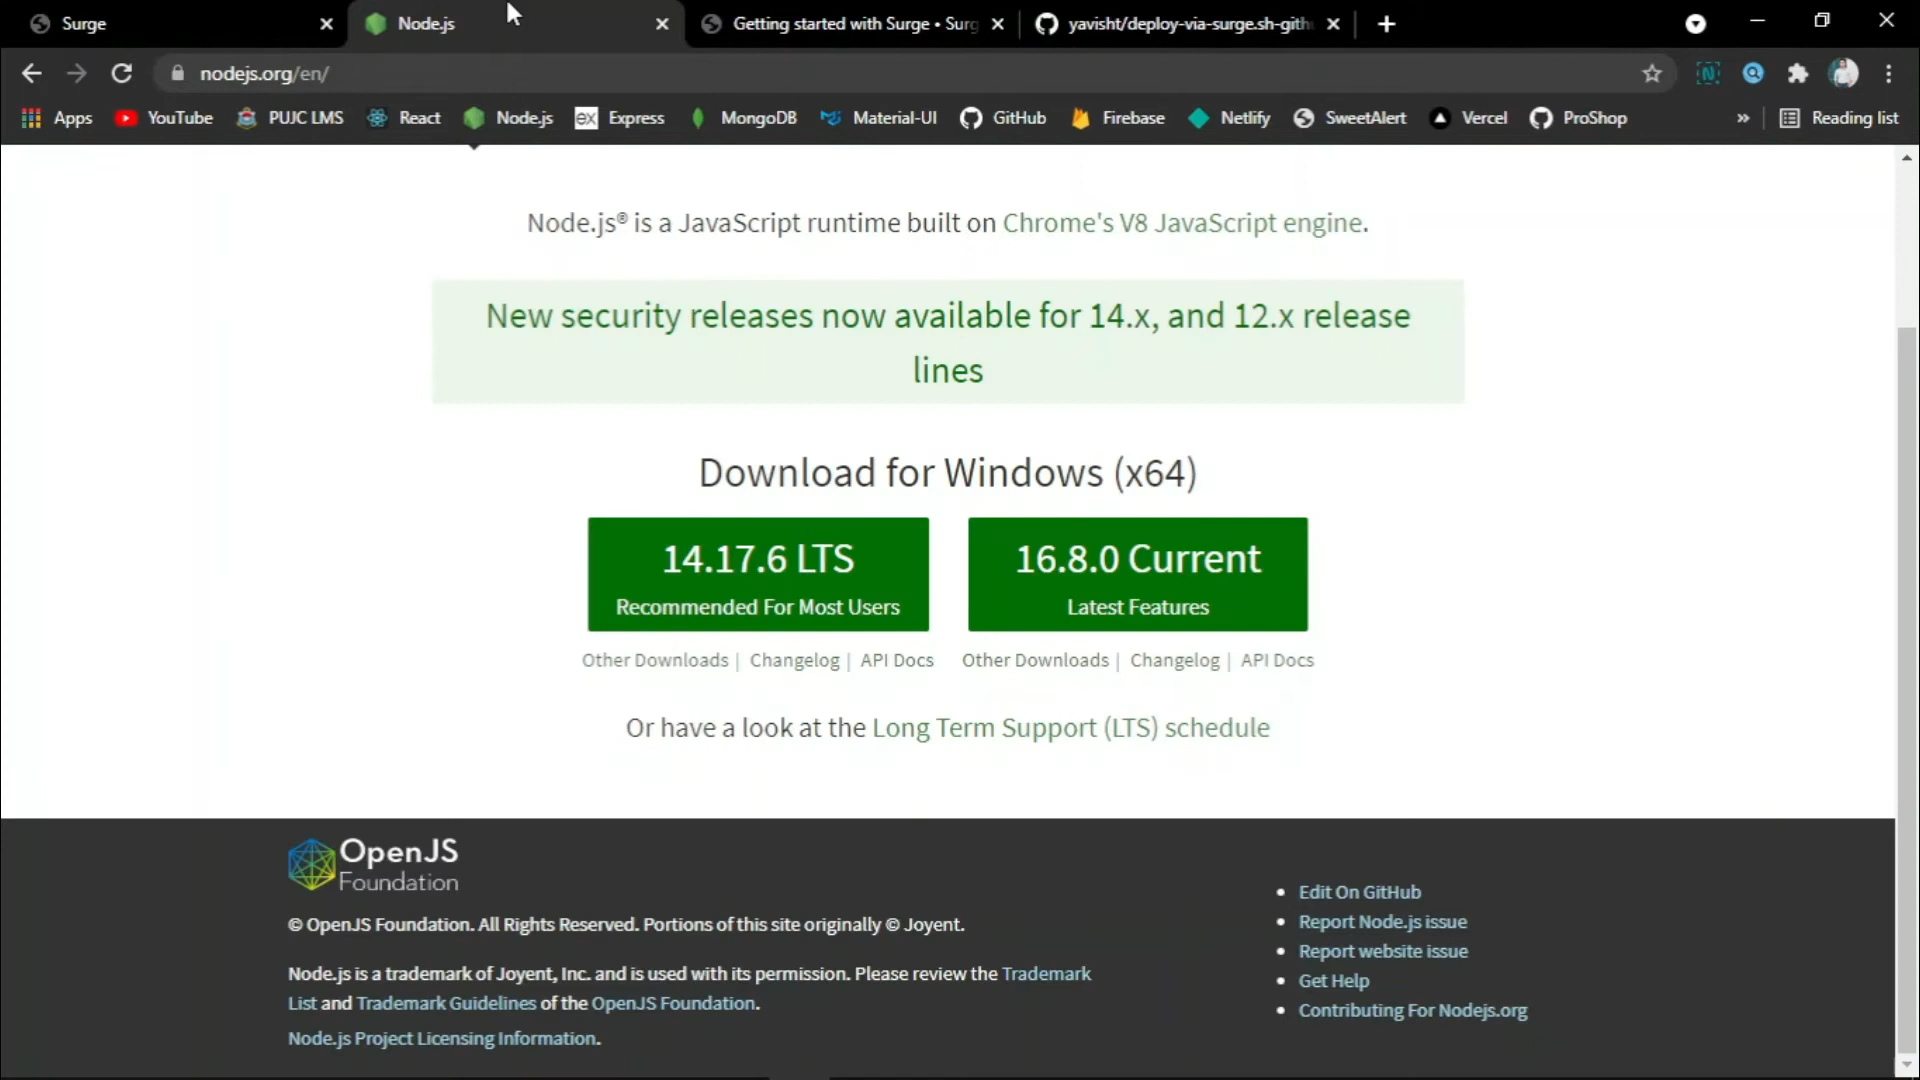 Surge
Node.js
Getting started with Surge • Surg
yavisht/deploy-via-surge.sh-gith
nodejs.org/en/
Apps
YouTube
PUJC LMS
React
Node.js
ex Express
MongoDB
Material-UI
GitHub
Firebase
Netlify
SweetAlert
Vercel
ProShop
»
Reading list
Node.js® is a JavaScript runtime built on Chrome's V8 JavaScript engine.
New security releases now available for 14.x, and 12.x release
lines
Download for Windows (x64)
14.17.6 LTS
Recommended For Most Users
16.8.0 Current
Latest Features
Other Downloads | Changelog | API Docs
Other Downloads | Changelog | API Docs
Or have a look at the Long Term Support (LTS) schedule
OpenJS
Foundation
© OpenJS Foundation. All Rights Reserved. Portions of this site originally © Joyent.
Node.js is a trademark of Joyent, Inc. and is used with its permission. Please review the Trademark
List and Trademark Guidelines of the OpenJS Foundation.
Node.js Project Licensing Information.
• Edit On GitHub
• Report Node.js issue
• Report website issue
• Get Help
• Contributing For Nodejs.org